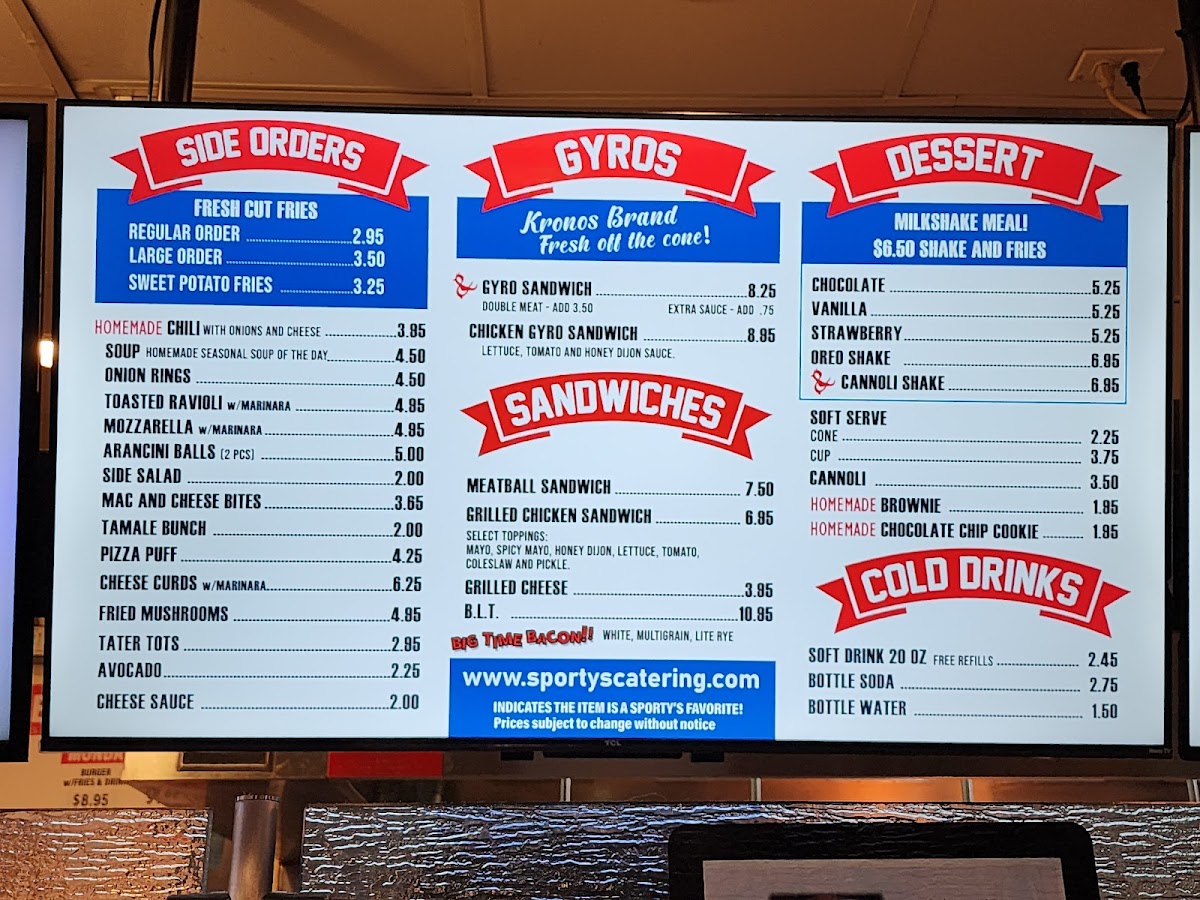 SIDE ORDERS
FRESH CUT FRIES
REGULAR ORDER 2.95
LARGE ORDER 3.50
SWEET POTATO FRIES 3.25
HOMEMADE CHILI WITH ONIONS AND CHEESE 3.95
SOUP HOMEMADE SEASONAL SOUP OF THE DAY 4.50
ONION RINGS 4.50
TOASTED RAVIOLI W/MARINARA 4.95
MOZZARELLA W/MARINARA 4.95
ARANCINI BALLS (2 PCS) 5.00
SIDE SALAD 2.00
MAC AND CHEESE BITES 3.65
TAMALE BUNCH 2.00
PIZZA PUFF 4.25
CHEESE CURDS W/MARINARA 6.25
FRIED MUSHROOMS 4.95
TATER TOTS 2.95
AVOCADO 2.25
CHEESE SAUCE 2.00
GYROS
Kronos Brand
Fresh off the cone!
GYRO SANDWICH 8.25
DOUBLE MEAT - ADD 3.50 EXTRA SAUCE - ADD .75
CHICKEN GYRO SANDWICH 8.95
LETTUCE, TOMATO AND HONEY DIJON SAUCE.
SANDWICHES
MEATBALL SANDWICH 7.50
GRILLED CHICKEN SANDWICH 6.95
SELECT TOPPINGS:
MAYO, SPICY MAYO, HONEY DIJON, LETTUCE, TOMATO,
COLESLAW AND PICKLE.
GRILLED CHEESE 3.95
B.L.T. 10.95
BIG TIME BACON!! WHITE, MULTIGRAIN, LITE RYE
www.sportyscatering.com
INDICATES THE ITEM IS A SPORTY'S FAVORITE!
Prices subject to change without notice
DESSERT
MILKSHAKE MEAL!
$6.50 SHAKE AND FRIES
CHOCOLATE 5.25
VANILLA 5.25
STRAWBERRY 5.25
OREO SHAKE 6.95
CANNOLI SHAKE 6.95
SOFT SERVE
CONE 2.25
CUP 3.75
CANNOLI 3.50
HOMEMADE BROWNIE 1.95
HOMEMADE CHOCOLATE CHIP COOKIE 1.95
COLD DRINKS
SOFT DRINK 20 OZ FREE REFILLS 2.45
BOTTLE SODA 2.75
BOTTLE WATER 1.50
TCL
Roku TV
BURGER
W/FRIES &
$8.95